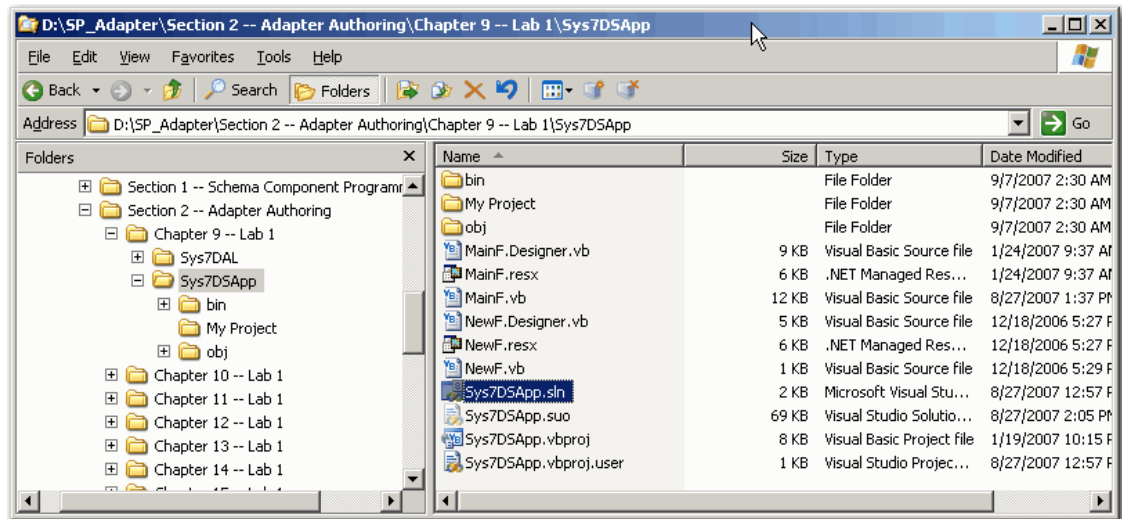 D:\SP_Adapter\Section 2 -- Adapter Authoring\Chapter 9 -- Lab 1\Sys7DSApp
File Edit View Favorites Tools Help
Back Search Folders
Address D:\SP_Adapter\Section 2 -- Adapter Authoring\Chapter 9 -- Lab 1\Sys7DSApp Go
Folders
Section 1 -- Schema Component Programm
Section 2 -- Adapter Authoring
Chapter 9 -- Lab 1
Sys7DAL
Sys7DSApp
bin
My Project
obj
Chapter 10 -- Lab 1
Chapter 11 -- Lab 1
Chapter 12 -- Lab 1
Chapter 13 -- Lab 1
Chapter 14 -- Lab 1
Name Size Type Date Modified
bin File Folder 9/7/2007 2:30 AM
My Project File Folder 9/7/2007 2:30 AM
obj File Folder 9/7/2007 2:30 AM
MainF.Designer.vb 9 KB Visual Basic Source file 1/24/2007 9:37 AM
MainF.resx 6 KB .NET Managed Res... 1/24/2007 9:37 AM
MainF.vb 12 KB Visual Basic Source file 8/27/2007 1:37 PM
NewF.Designer.vb 5 KB Visual Basic Source file 12/18/2006 5:27 P
NewF.resx 6 KB .NET Managed Res... 12/18/2006 5:27 P
NewF.vb 1 KB Visual Basic Source file 12/18/2006 5:29 P
Sys7DSApp.sln 2 KB Microsoft Visual Stu... 8/27/2007 12:57 P
Sys7DSApp.suo 69 KB Visual Studio Solutio... 8/27/2007 2:05 PM
Sys7DSApp.vbproj 8 KB Visual Basic Project file 1/19/2007 10:15 P
Sys7DSApp.vbproj.user 1 KB Visual Studio Projec... 8/27/2007 12:57 P